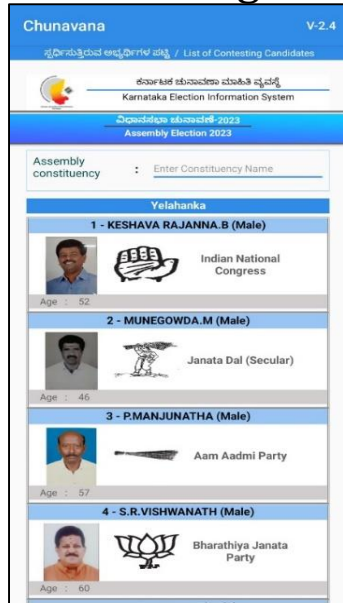 Chunavana V-2.4
ಸ್ಪರ್ಧಿಸುತ್ತಿರುವ ಅಭ್ಯರ್ಥಿಗಳ ಪಟ್ಟಿ / List of Contesting Candidates
ಕರ್ನಾಟಕ ಚುನಾವಣಾ ಮಾಹಿತಿ ವ್ಯವಸ್ಥೆ
Karnataka Election Information System
ವಿಧಾನಸಭಾ ಚುನಾವಣೆ-2023
Assembly Election 2023
Assembly
constituency : Enter Constituency Name
Yelahanka
1 - KESHAVA RAJANNA.B (Male)
Indian National
Congress
Age : 52
2 - MUNEGOWDA.M (Male)
Janata Dal (Secular)
Age : 46
3 - P.MANJUNATHA (Male)
Aam Aadmi Party
Age : 57
4 - S.R.VISHWANATH (Male)
Bharathiya Janata
Party
Age : 60